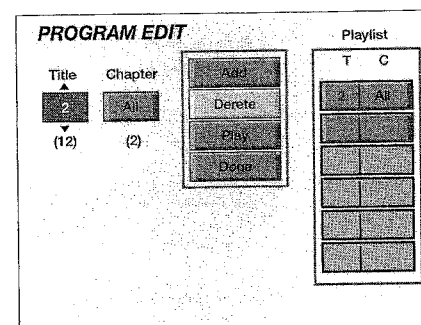 PROGRAM EDIT
Playlist
Title Chapter
T C
Add
2 All
2 All
Derete
Play
(12) (2)
Done